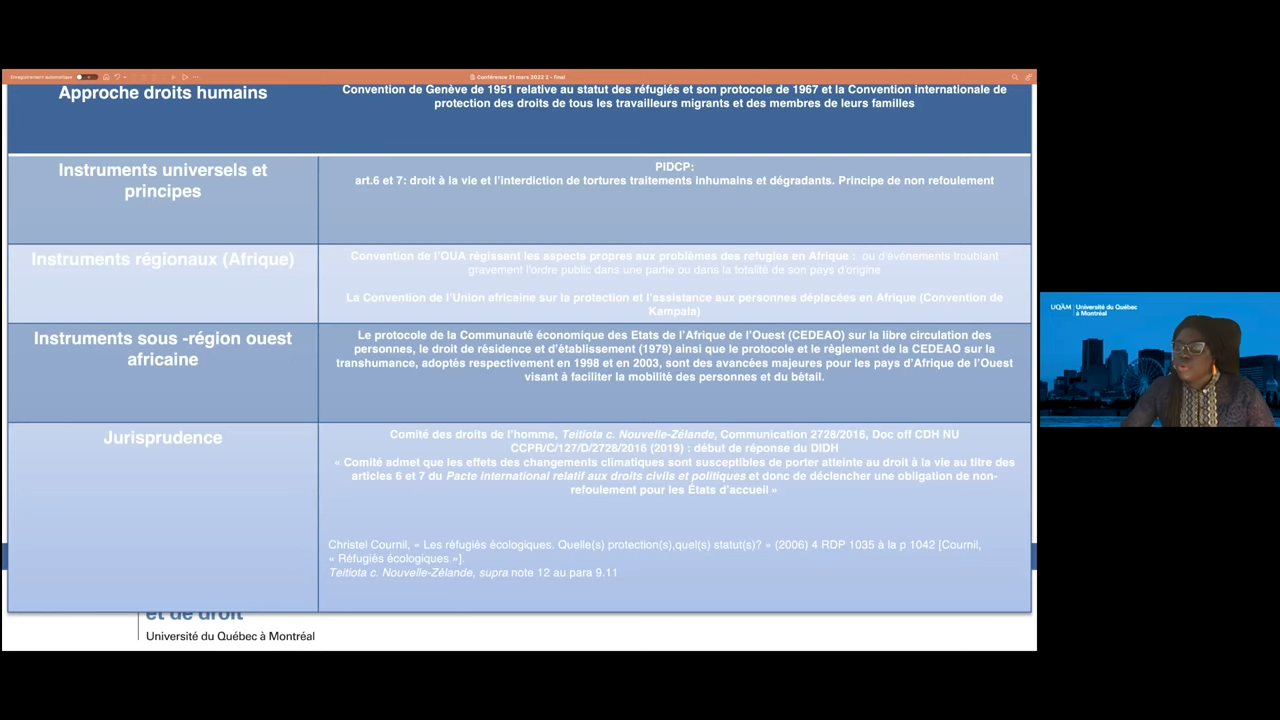 Enregistrement automatique
Conférence 21 mars 2022 2 - final
Approche droits humains
Convention de Genève de 1951 relative au statut des réfugiés et son protocole de 1967 et la Convention internationale de
protection des droits de tous les travailleurs migrants et des membres de leurs familles
Instruments universels et
principes
PIDCP:
art.6 et 7: droit à la vie et l'interdiction de tortures traitements inhumains et dégradants. Principe de non refoulement
Instruments régionaux (Afrique)
Convention de l'OUA régissant les aspects propres aux problèmes des refugies en Afrique : ou d'événements troublant
gravement l'ordre public dans une partie ou dans la totalité de son pays d'origine
La Convention de l'Union africaine sur la protection et l'assistance aux personnes déplacées en Afrique (Convention de
Kampala)
Instruments sous -région ouest
africaine
Le protocole de la Communauté économique des Etats de l'Afrique de l'Ouest (CEDEAO) sur la libre circulation des
personnes, le droit de résidence et d'établissement (1979) ainsi que le protocole et le règlement de la CEDEAO sur la
transhumance, adoptés respectivement en 1998 et en 2003, sont des avancées majeures pour les pays d'Afrique de l'Ouest
visant à faciliter la mobilité des personnes et du bétail.
Jurisprudence
Comité des droits de l'homme, Teitiota c. Nouvelle-Zélande, Communication 2728/2016, Doc off CDH NU
CCPR/C/127/D/2728/2016 (2019) : début de réponse du DIDH
« Comité admet que les effets des changements climatiques sont susceptibles de porter atteinte au droit à la vie au titre des
articles 6 et 7 du Pacte international relatif aux droits civils et politiques et donc de déclencher une obligation de non-
refoulement pour les États d'accueil »
Christel Cournil, « Les réfugiés écologiques. Quelle(s) protection(s),quel(s) statut(s)? » (2006) 4 RDP 1035 à la p 1042 [Cournil,
« Réfugiés écologiques »].
Teitiota c. Nouvelle-Zélande, supra note 12 au para 9.11
et de droit
Université du Québec à Montréal
UQÀM Université du Québec
à Montréal